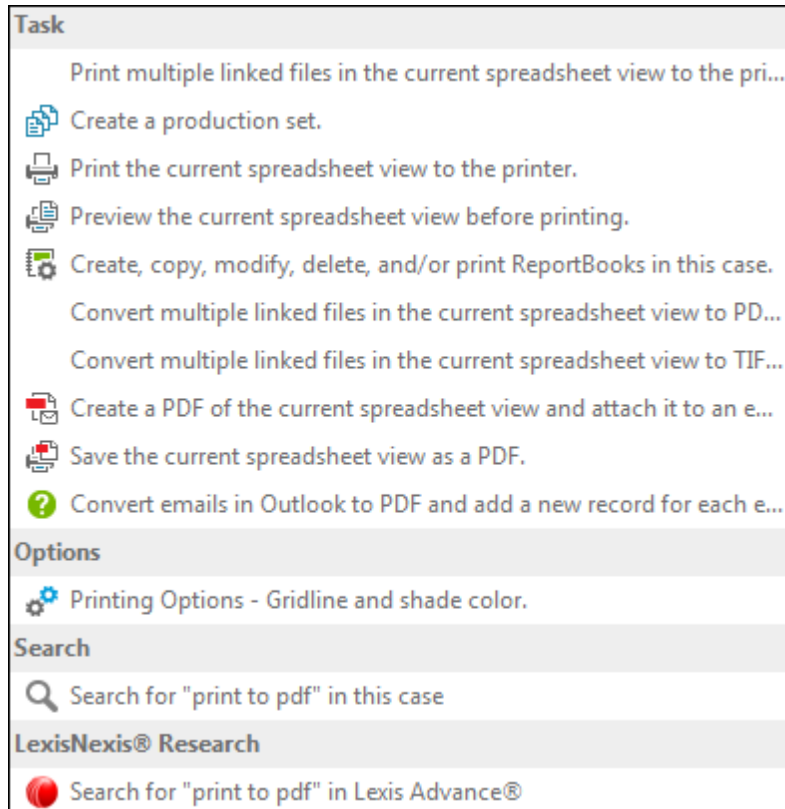 Task
Print multiple linked files in the current spreadsheet view to the pri...
Create a production set.
Print the current spreadsheet view to the printer.
Preview the current spreadsheet view before printing.
Create, copy, modify, delete, and/or print ReportBooks in this case.
Convert multiple linked files in the current spreadsheet view to PD...
Convert multiple linked files in the current spreadsheet view to TIF...
Create a PDF of the current spreadsheet view and attach it to an e...
Save the current spreadsheet view as a PDF.
Convert emails in Outlook to PDF and add a new record for each e...
Options
Printing Options - Gridline and shade color.
Search
Search for "print to pdf" in this case
LexisNexis® Research
Search for "print to pdf" in Lexis Advance®